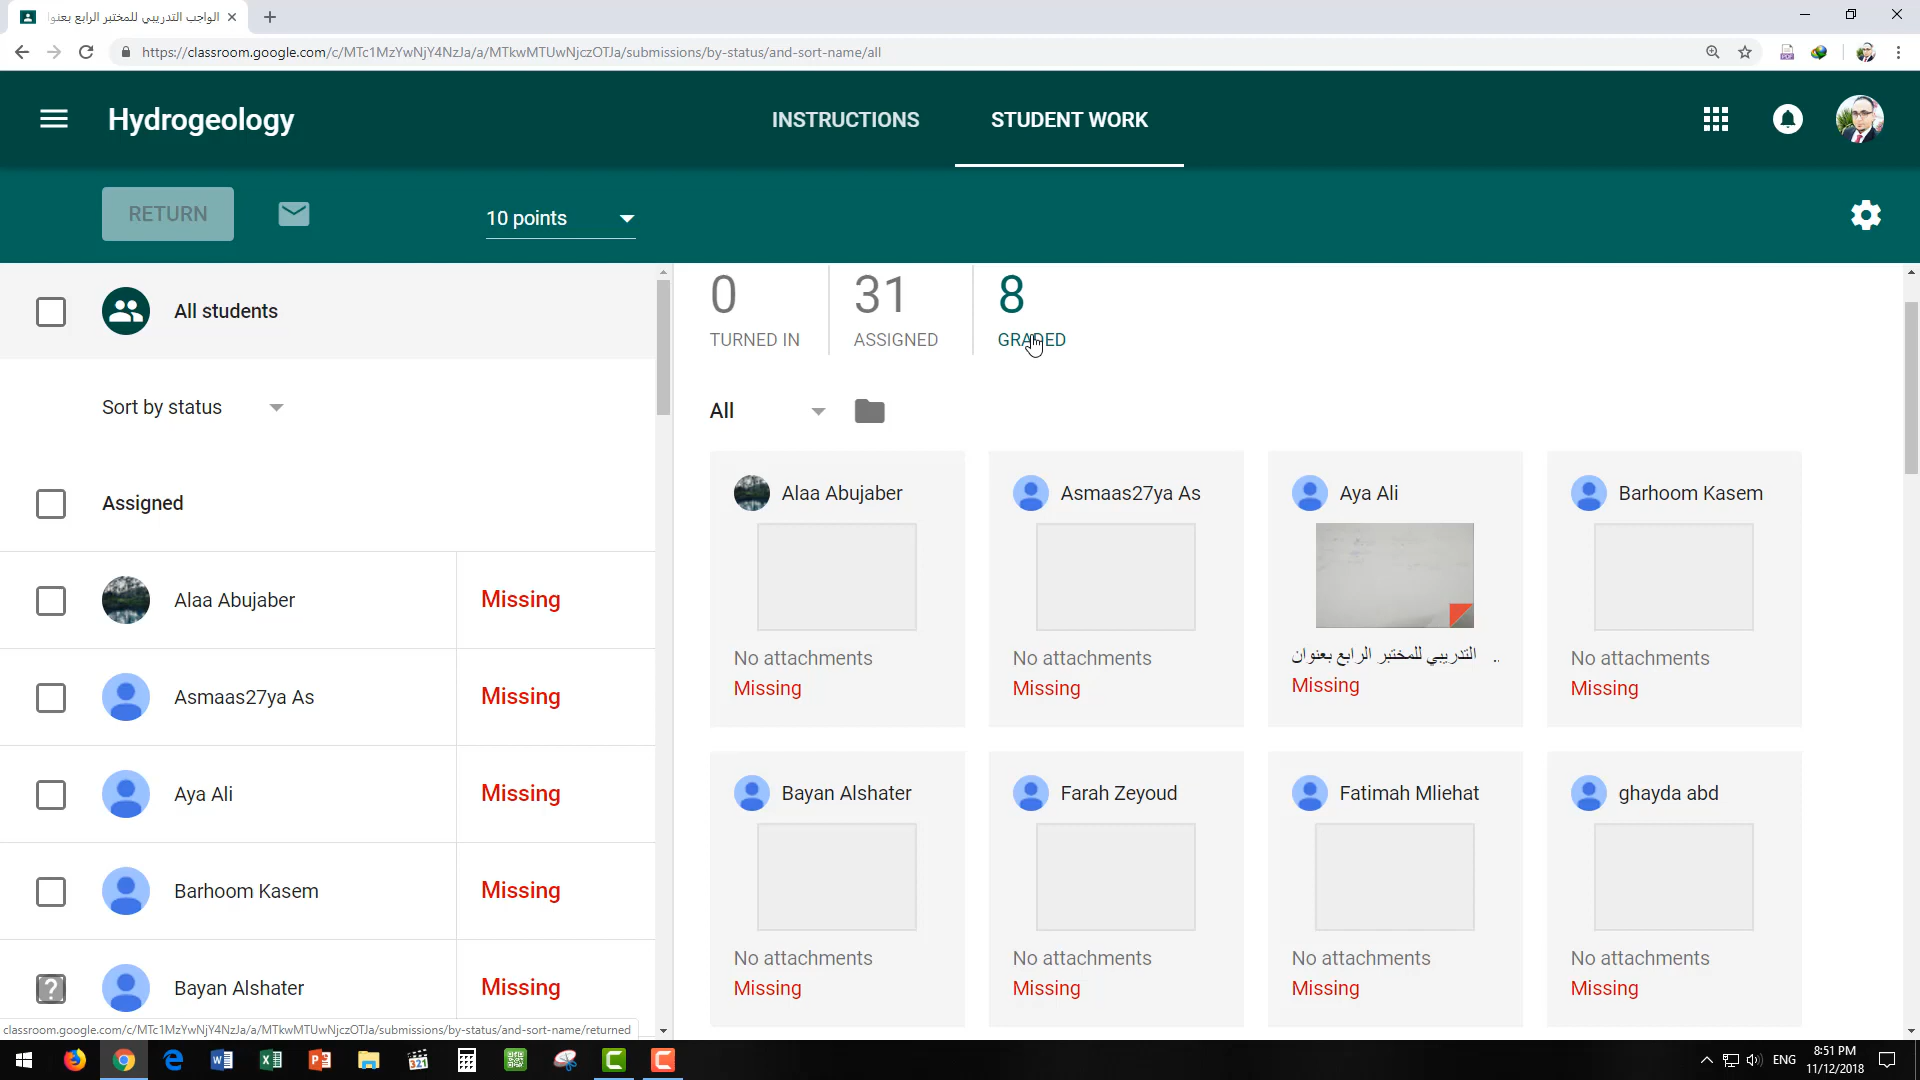 الواجب التدريبي للمختبر الرابع بعنوا
https://classroom.google.com/c/MTc1MzYwNjY4NzJa/a/MTkwMTUwNjczOTJa/submissions/by-status/and-sort-name/all
Hydrogeology
INSTRUCTIONS
STUDENT WORK
RETURN
10 points
All students
Sort by status
Assigned
Alaa Abujaber
Missing
Asmaas27ya As
Missing
Aya Ali
Missing
Barhoom Kasem
Missing
Bayan Alshater
Missing
0
TURNED IN
31
ASSIGNED
8
GRADED
All
Alaa Abujaber
No attachments
Missing
Asmaas27ya As
No attachments
Missing
Aya Ali
التدريبي للمختبر الرابع بعنوان ..
Missing
Barhoom Kasem
No attachments
Missing
Bayan Alshater
No attachments
Missing
Farah Zeyoud
No attachments
Missing
Fatimah Mliehat
No attachments
Missing
ghayda abd
No attachments
Missing
classroom.google.com/c/MTc1MzYwNjY4NzJa/a/MTkwMTUwNjczOTJa/submissions/by-status/and-sort-name/returned
ENG
8:51 PM
11/12/2018